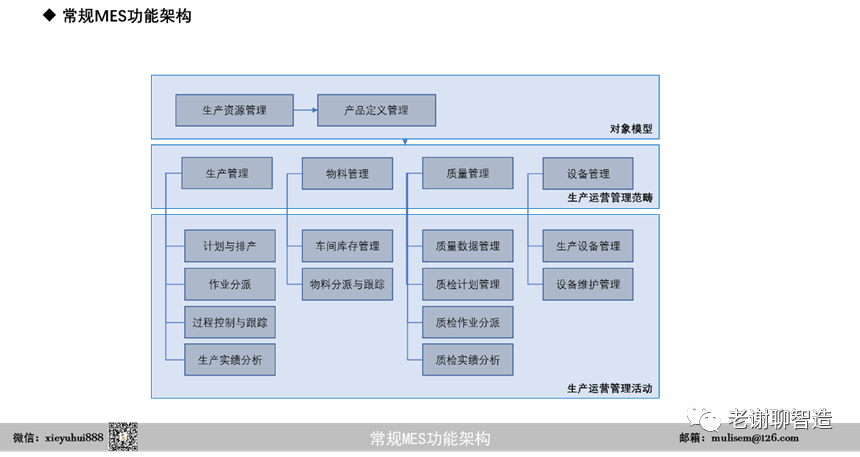 ◆ 常规MES功能架构
生产资源管理
产品定义管理
对象模型
生产管理
物料管理
质量管理
设备管理
生产运营管理范畴
计划与排产
车间库存管理
质量数据管理
生产设备管理
作业分派
物料分派与跟踪
质检计划管理
设备维护管理
过程控制与跟踪
质检作业分派
生产实绩分析
质检实绩分析
生产运营管理活动
老谢聊智造
微信：xieyuhui888
常规MES功能架构
邮箱：mulisem@126.com